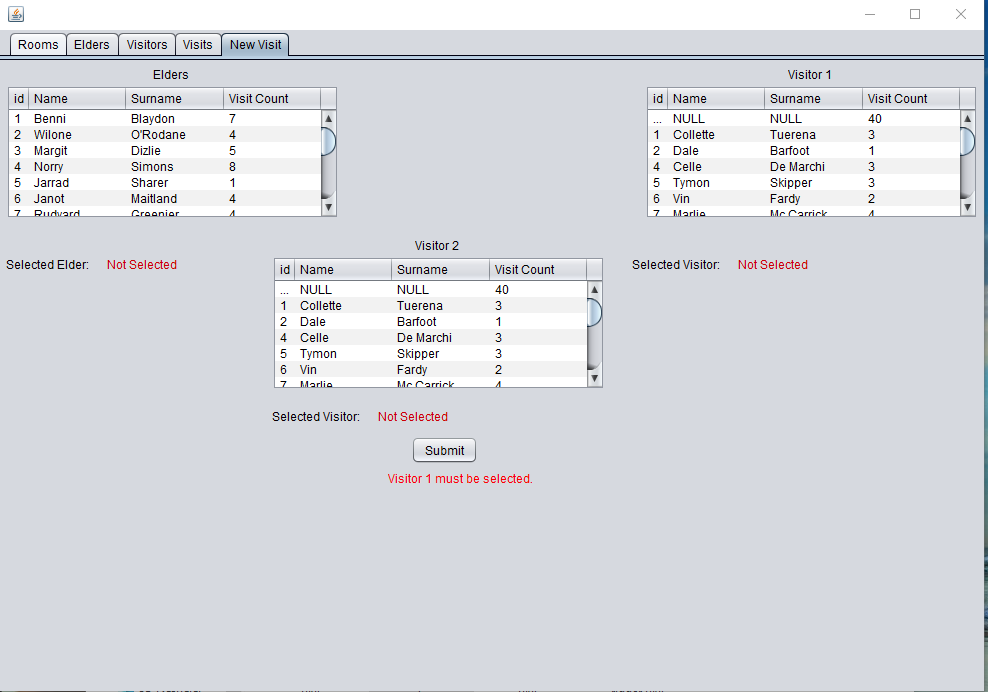 Rooms Elders Visitors Visits New Visit
Elders
id Name Surname Visit Count
1 Benni Blaydon 7
2 Wilone O'Rodane 4
3 Margit Dizlie 5
4 Norry Simons 8
5 Jarrad Sharer 1
6 Janot Maitland 4
7 Rudyard Greenier 4
Selected Elder: Not Selected
Visitor 1
id Name Surname Visit Count
... NULL NULL 40
1 Collette Tuerena 3
2 Dale Barfoot 1
4 Celle De Marchi 3
5 Tymon Skipper 3
6 Vin Fardy 2
7 Marlie Mc Carrick 4
Selected Visitor: Not Selected
Visitor 2
id Name Surname Visit Count
... NULL NULL 40
1 Collette Tuerena 3
2 Dale Barfoot 1
4 Celle De Marchi 3
5 Tymon Skipper 3
6 Vin Fardy 2
7 Marlie Mc Carrick 4
Selected Visitor: Not Selected
Submit
Visitor 1 must be selected.